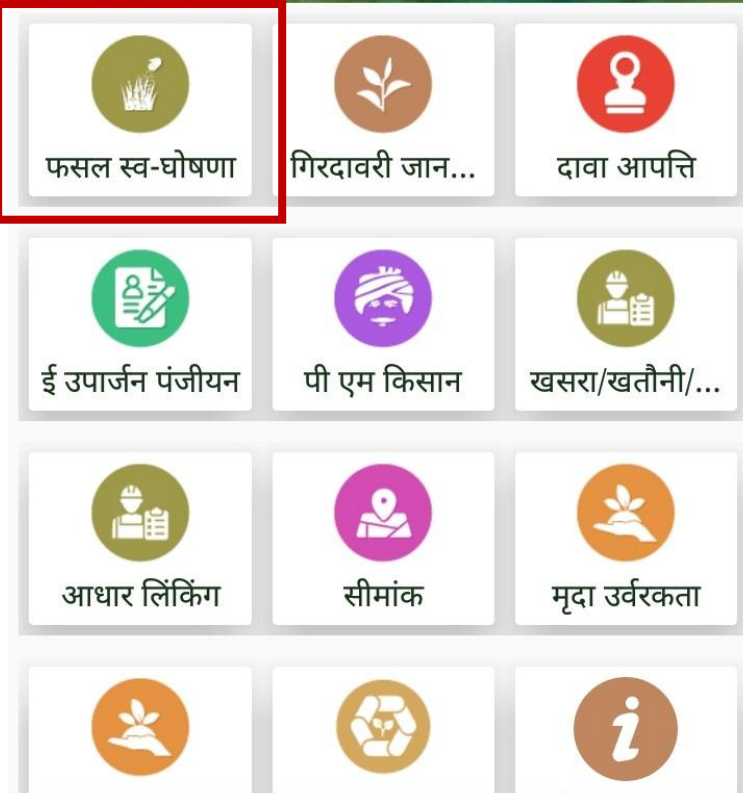 फसल स्व-घोषणा
गिरदावरी जान...
दावा आपत्ति
ई उपार्जन पंजीयन
पी एम किसान
खसरा/खतौनी/...
आधार लिंकिंग
सीमांक
मृदा उर्वरकता